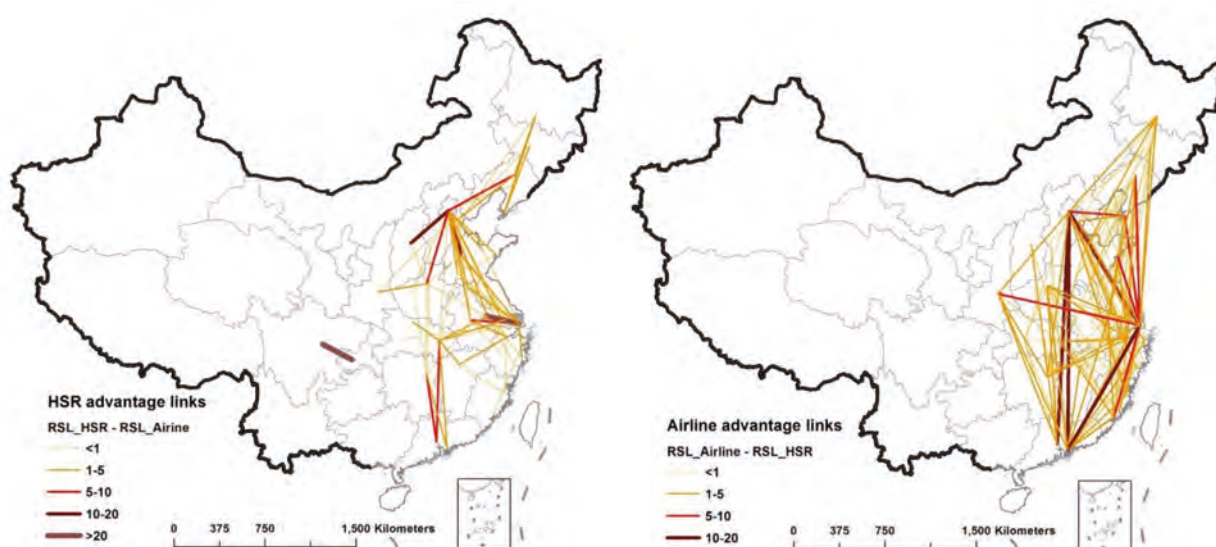 HSR advantage links
RSL_HSR - RSL_Airine
<1
1-5
5-10
10-20
>20
0 375 750 1,500 Kilometers
Airline advantage links
RSL_Airline - RSL_HSR
<1
1-5
5-10
10-20
0 375 750 1,500 Kilometers